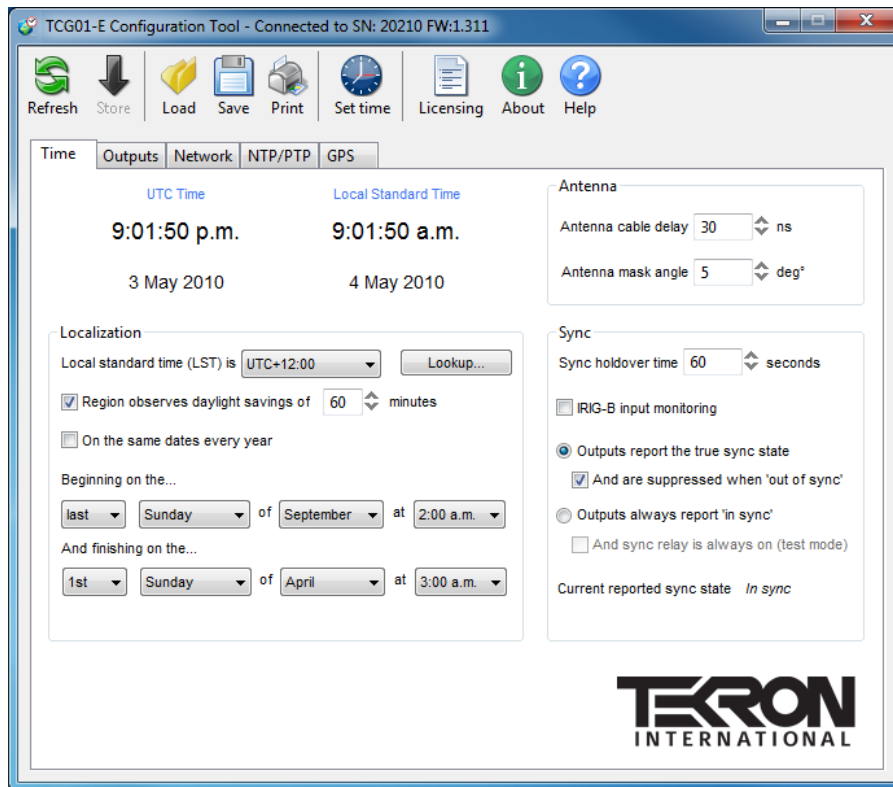 TCG01-E Configuration Tool - Connected to SN: 20210 FW:1.311
Refresh Store Load Save Print Set time Licensing About Help
Time Outputs Network NTP/PTP GPS
UTC Time Local Standard Time
9:01:50 p.m. 9:01:50 a.m.
3 May 2010 4 May 2010
Antenna
Antenna cable delay 30 ns
Antenna mask angle 5 deg°
Localization
Local standard time (LST) is UTC+12:00 Lookup...
Region observes daylight savings of 60 minutes
On the same dates every year
Beginning on the...
last Sunday of September at 2:00 a.m.
And finishing on the...
1st Sunday of April at 3:00 a.m.
Sync
Sync holdover time 60 seconds
IRIG-B input monitoring
Outputs report the true sync state
And are suppressed when 'out of sync'
Outputs always report 'in sync'
And sync relay is always on (test mode)
Current reported sync state In sync
TEKRON
INTERNATIONAL